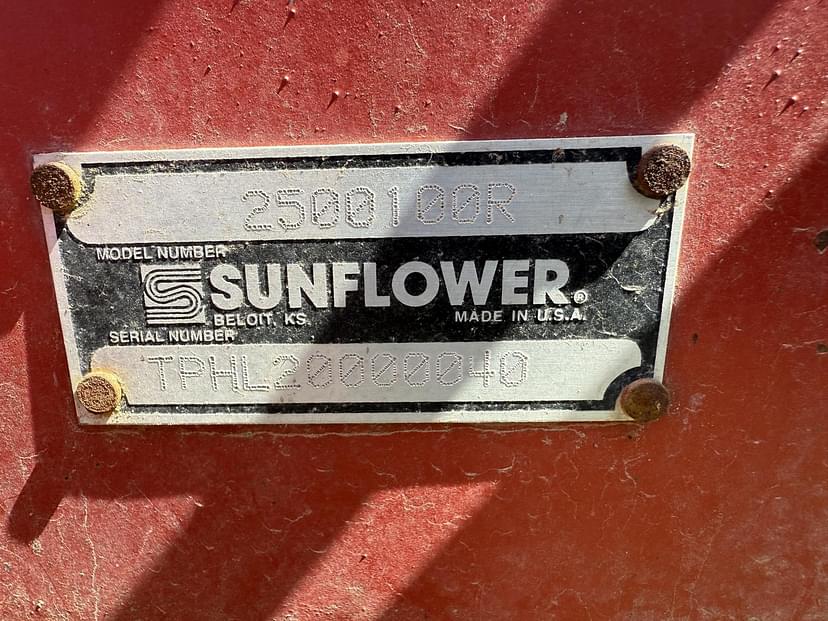 2500100R
MODEL NUMBER
SUNFLOWER®
BELOIT, KS. MADE IN U.S.A.
SERIAL NUMBER
TPHL20000040